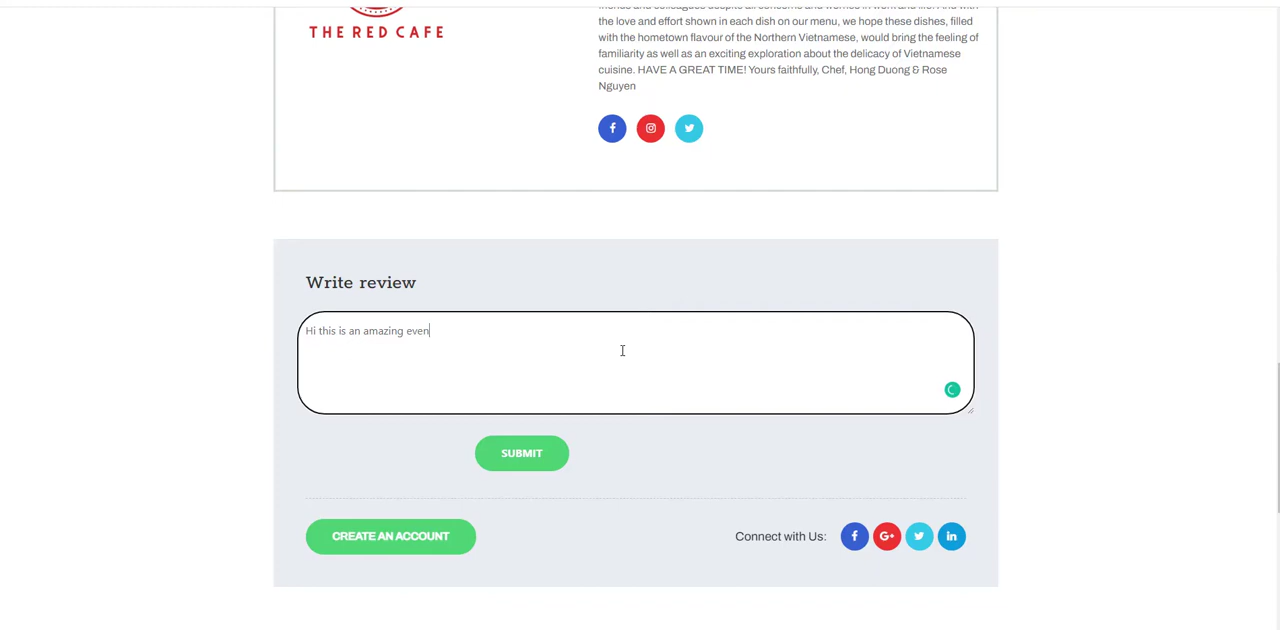 friends and colleagues despite all concerns and worries in work and life. And with
THE RED CAFE
the love and effort shown in each dish on our menu, we hope these dishes, filled
with the hometown flavour of the Northern Vietnamese, would bring the feeling of
familiarity as well as an exciting exploration about the delicacy of Vietnamese
cuisine. HAVE A GREAT TIME! Yours faithfully, Chef, Hong Duong & Rose
Nguyen
Write review
Hi this is an amazing even
SUBMIT
CREATE AN ACCOUNT
Connect with Us: